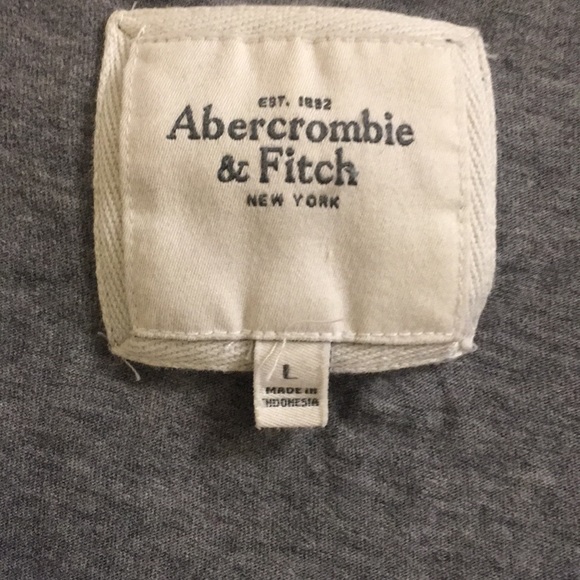 EST. 1892
Abercrombie
& Fitch
NEW YORK
L
MADE IN
INDONESIA